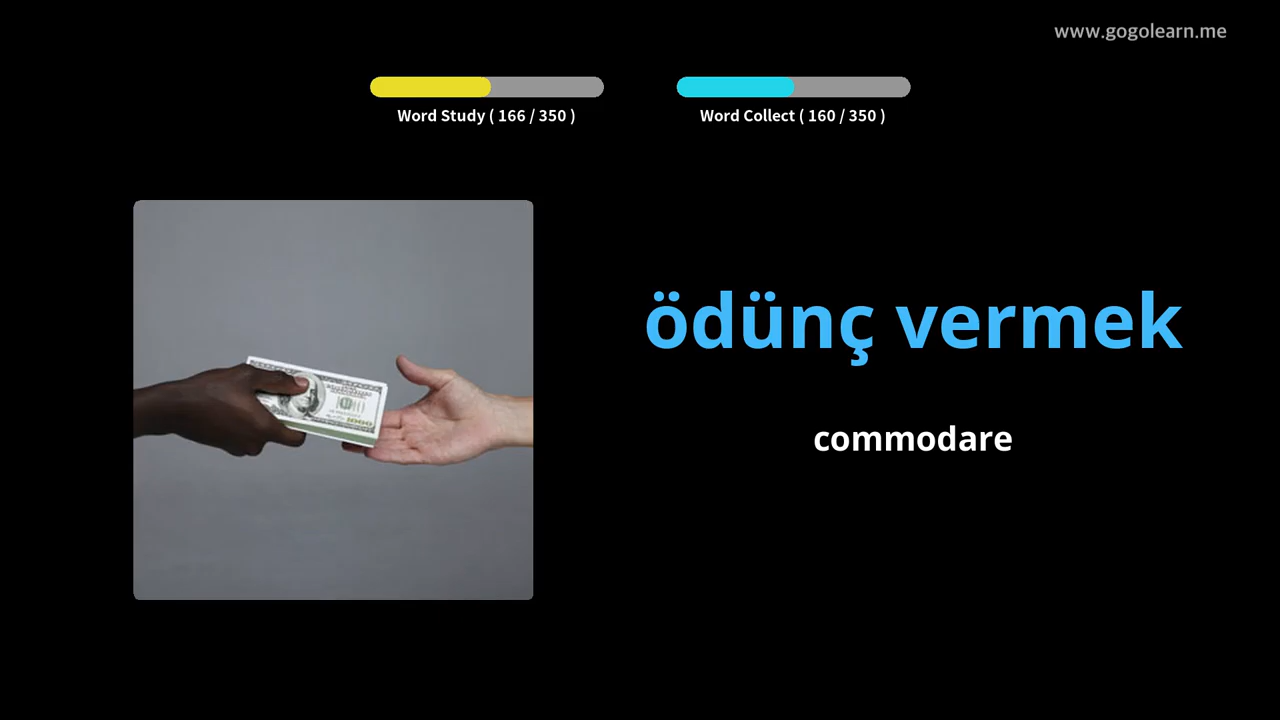 www.gogolearn.me
Word Study ( 166 / 350 )
Word Collect ( 160 / 350 )
ödünç vermek
commodare